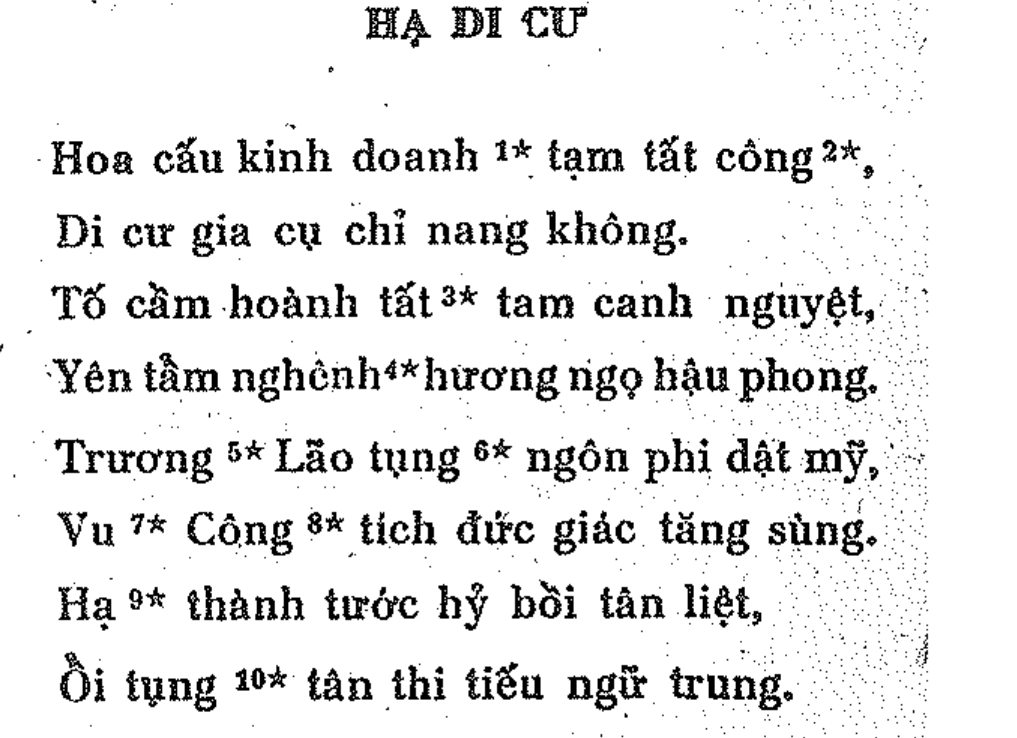 HẠ DI CƯ
Hoa cấu kinh doanh 1* tạm tất công 2*,
Di cư gia cụ chỉ nang không.
Tố cầm hoành tất 3* tam canh nguyệt,
Yên tẩm nghênh 4* hương ngọ hậu phong.
Trương 5* Lão tụng 6* ngôn phi dật mỹ,
Vu 7* Công 8* tích đức giác tăng sùng.
Hạ 9* thành tước hỷ bồi tân liệt,
Ổi tụng 10* tân thi tiếu ngữ trung.